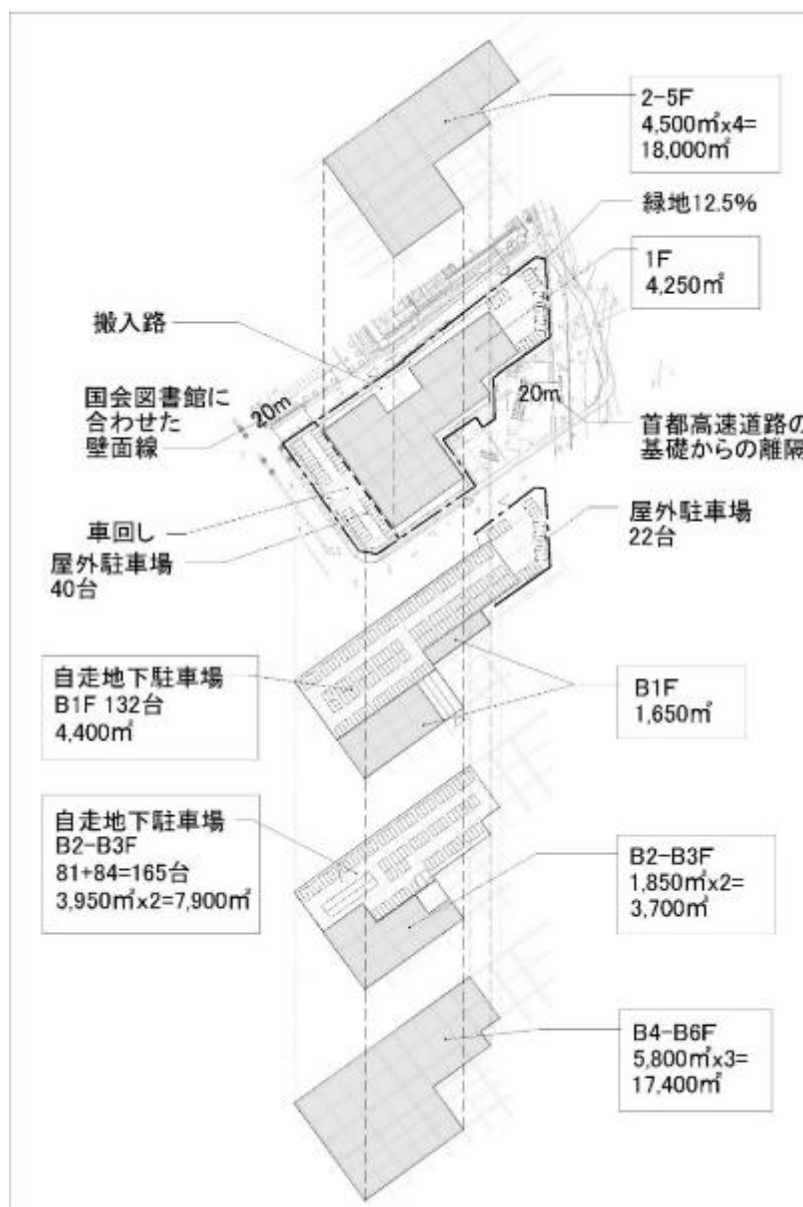 2-5F
4,500㎡x4=
18,000㎡
緑地12.5%
1F
4,250㎡
搬入路
国会図書館に
合わせた
壁面線
20m
20m
首都高速道路の
基礎からの離隔
車回し
屋外駐車場
40台
屋外駐車場
22台
自走地下駐車場
B1F 132台
4,400㎡
B1F
1,650㎡
自走地下駐車場
B2-B3F
81+84=165台
3,950㎡x2=7,900㎡
B2-B3F
1,850㎡x2=
3,700㎡
B4-B6F
5,800㎡x3=
17,400㎡